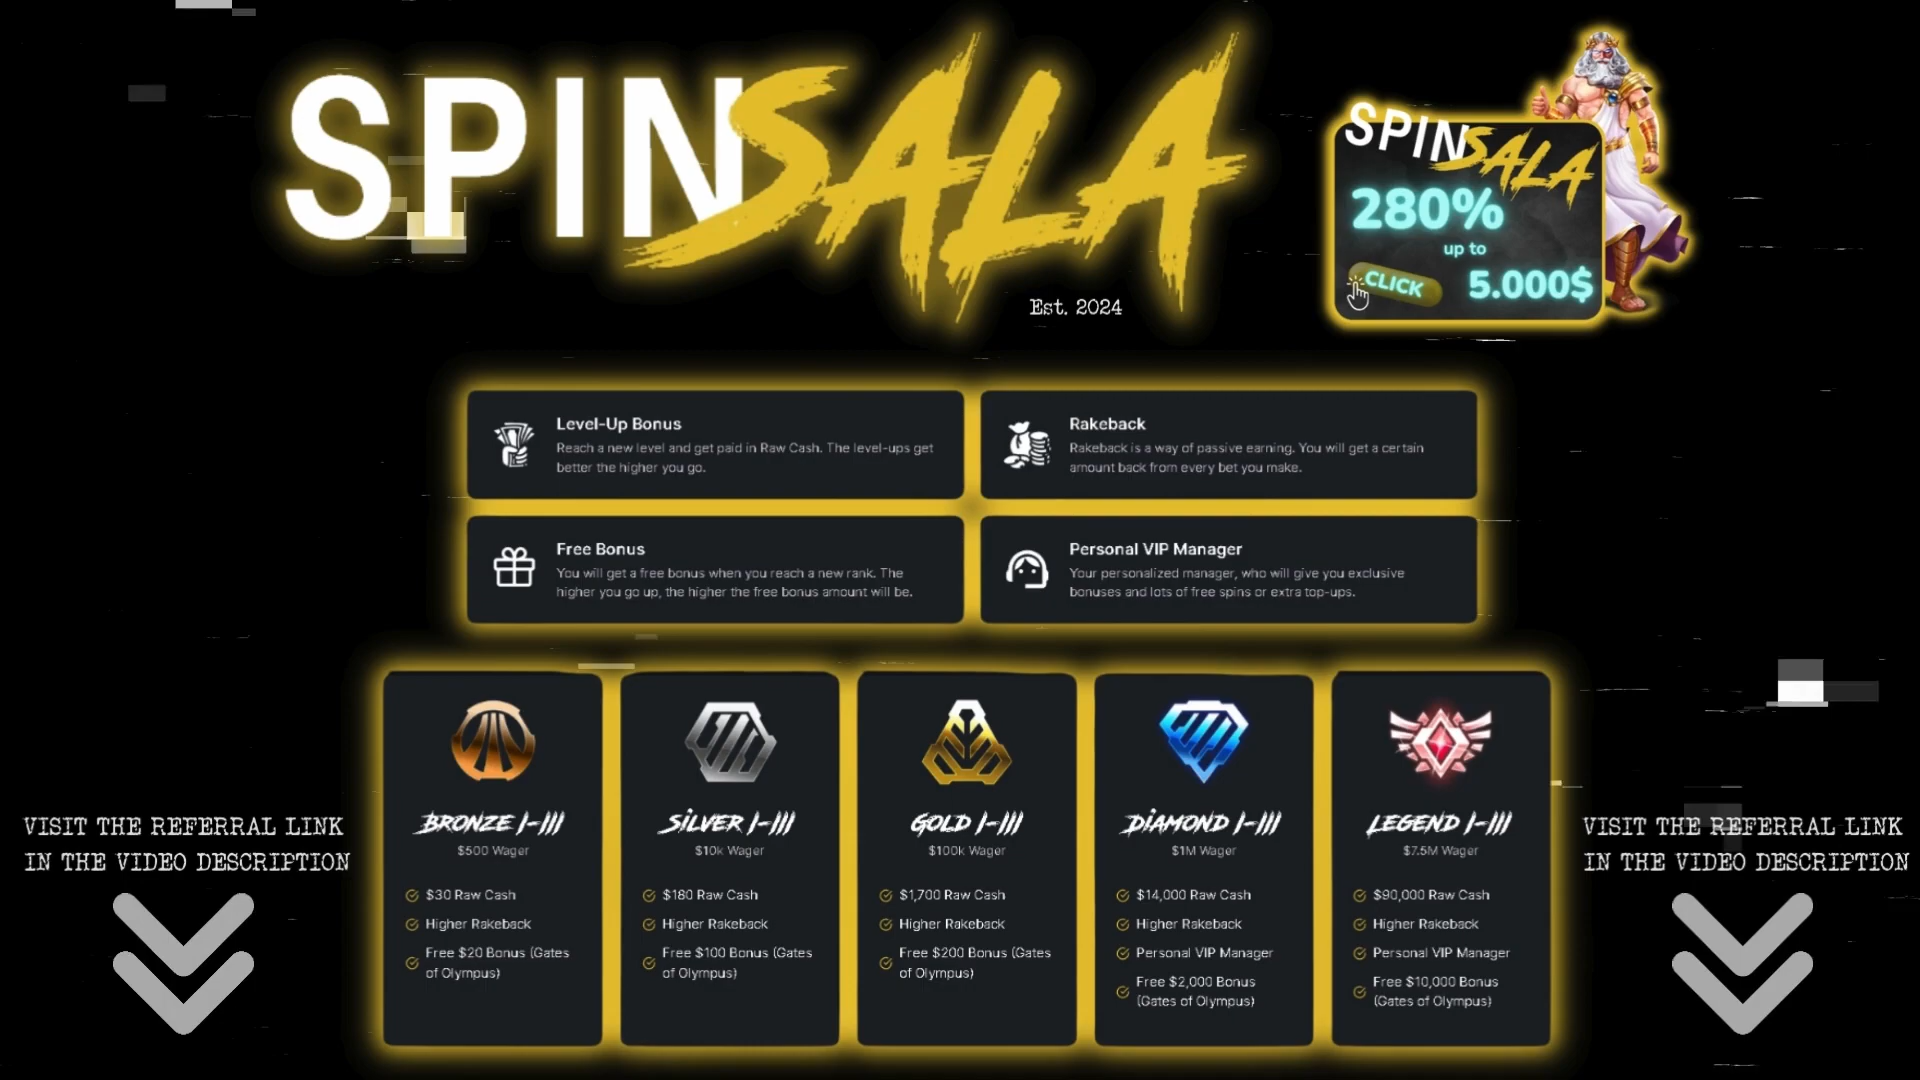 SPINSALA
Est. 2024
SPINSALA
280%
up to
5.000$
CLICK
Level-Up Bonus
Reach a new level and get paid in Raw Cash. The level-ups get
better the higher you go.
Rakeback
Rakeback is a way of passive earning. You will get a certain
amount back from every bet you make.
Free Bonus
You will get a free bonus when you reach a new rank. The
higher you go up, the higher the free bonus amount will be.
Personal VIP Manager
Your personalized manager, who will give you exclusive
bonuses and lots of free spins or extra top-ups.
VISIT THE REFERRAL LINK
IN THE VIDEO DESCRIPTION
BRONZE I-III
$500 Wager
$30 Raw Cash
Higher Rakeback
Free $20 Bonus (Gates
of Olympus)
SILVER I-III
$10k Wager
$180 Raw Cash
Higher Rakeback
Free $100 Bonus (Gates
of Olympus)
GOLD I-III
$100k Wager
$1,700 Raw Cash
Higher Rakeback
Free $200 Bonus (Gates
of Olympus)
DIAMOND I-III
$1M Wager
$14,000 Raw Cash
Higher Rakeback
Personal VIP Manager
Free $2,000 Bonus
(Gates of Olympus)
LEGEND I-III
$7.5M Wager
$90,000 Raw Cash
Higher Rakeback
Personal VIP Manager
Free $10,000 Bonus
(Gates of Olympus)
VISIT THE REFERRAL LINK
IN THE VIDEO DESCRIPTION